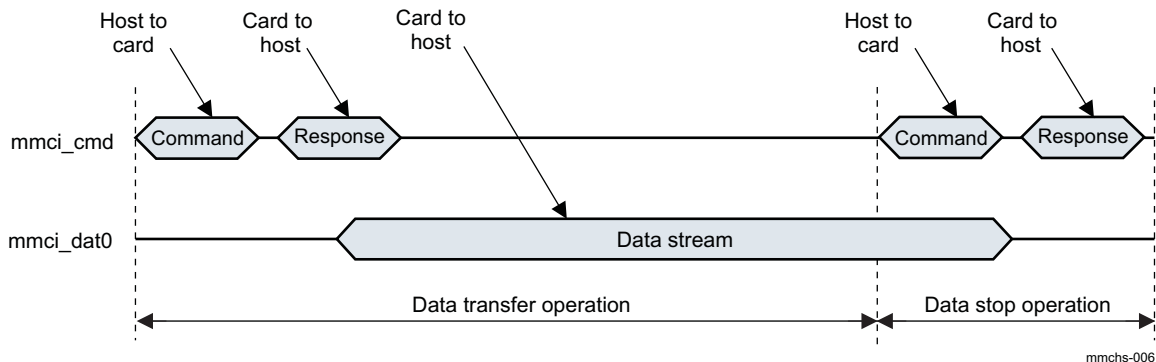 Host to
card
Card to
host
Card to
host
Host to
card
Card to
host
mmci_cmd
Command
Response
Command
Response
mmci_dat0
Data stream
Data transfer operation
Data stop operation
mmchs-006